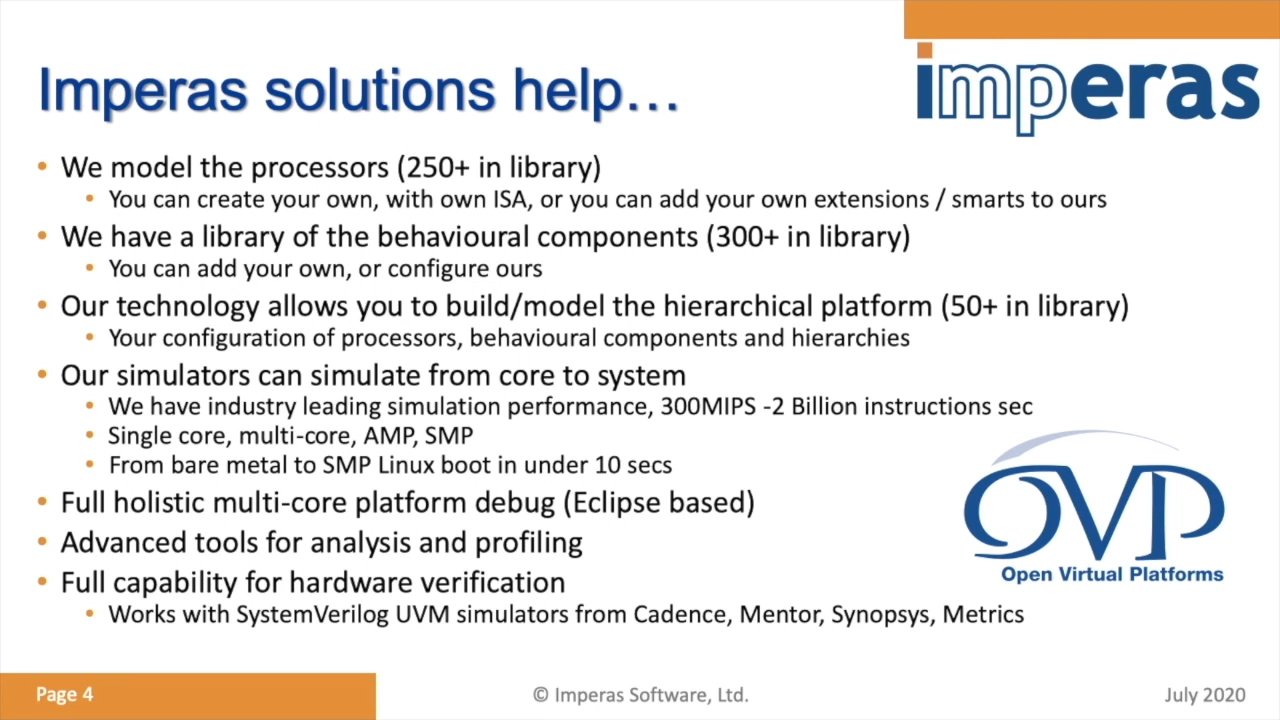 imperas
Imperas solutions help…
• We model the processors (250+ in library)
• You can create your own, with own ISA, or you can add your own extensions / smarts to ours
• We have a library of the behavioural components (300+ in library)
• You can add your own, or configure ours
• Our technology allows you to build/model the hierarchical platform (50+ in library)
• Your configuration of processors, behavioural components and hierarchies
• Our simulators can simulate from core to system
• We have industry leading simulation performance, 300MIPS -2 Billion instructions sec
• Single core, multi-core, AMP, SMP
• From bare metal to SMP Linux boot in under 10 secs
• Full holistic multi-core platform debug (Eclipse based)
• Advanced tools for analysis and profiling
• Full capability for hardware verification
• Works with SystemVerilog UVM simulators from Cadence, Mentor, Synopsys, Metrics
OVP
Open Virtual Platforms
Page 4
© Imperas Software, Ltd.
July 2020